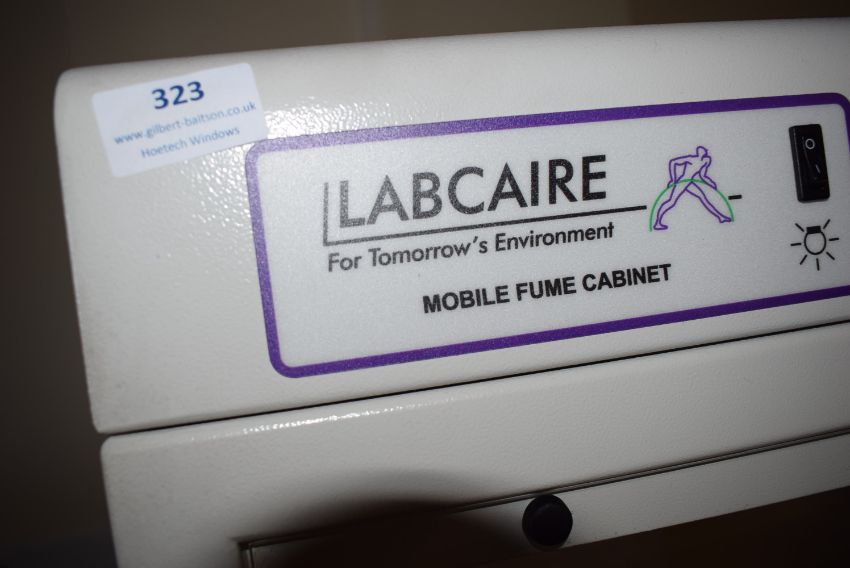 323
www.gilbert-baitson.co.uk
Hoetech Windows
LABCAIRE
For Tomorrow's Environment
MOBILE FUME CABINET